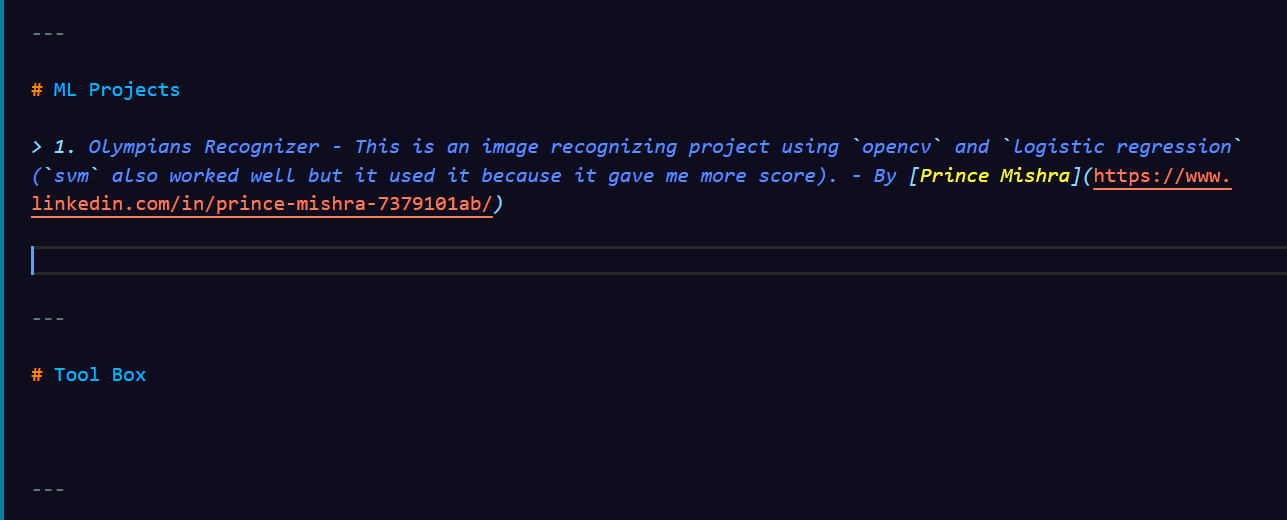 ---
# ML Projects
> 1. Olympians Recognizer - This is an image recognizing project using `opencv` and `logistic regression`
(`svm` also worked well but it used it because it gave me more score). - By [Prince Mishra](https://www.
linkedin.com/in/prince-mishra-7379101ab/)
---
# Tool Box
---